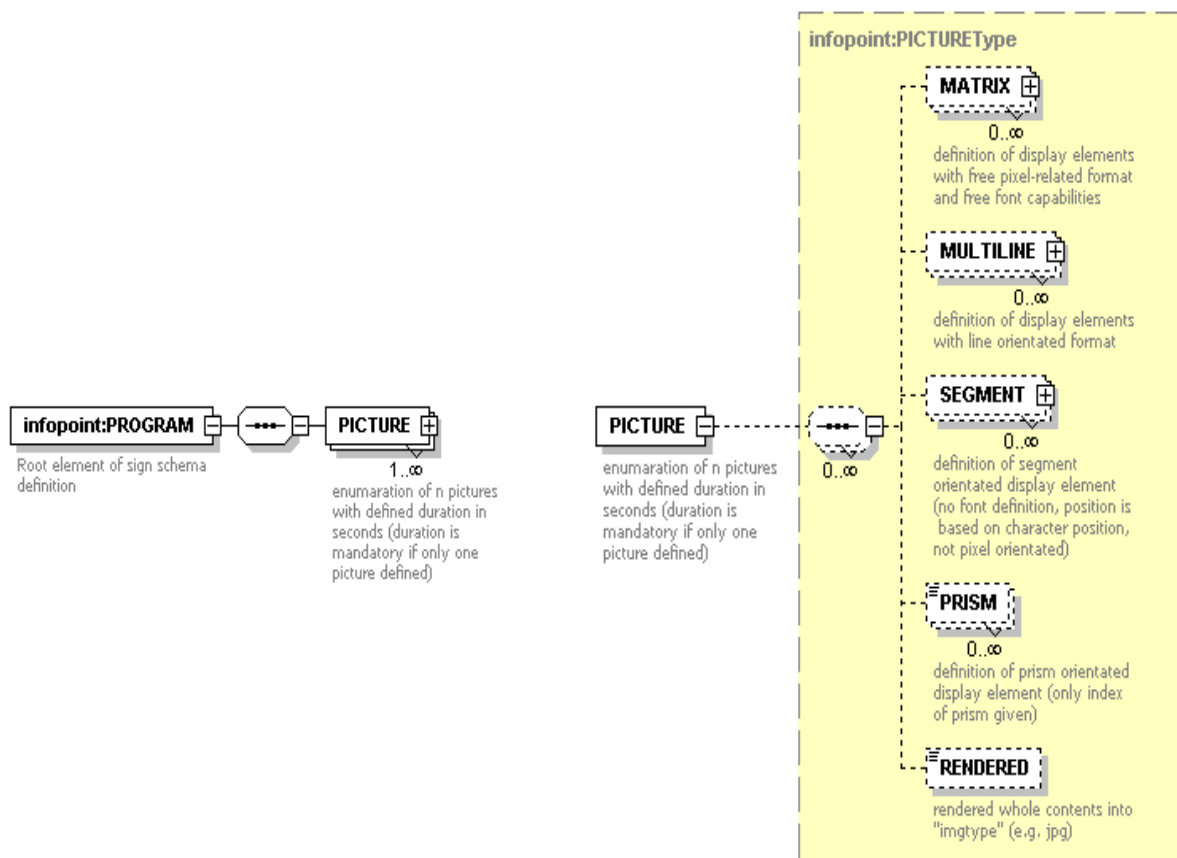 infopoint:PICTUREType
MATRIX
0..∞
definition of display elements
with free pixel-related format
and free font capabilities
MULTILINE
0..∞
definition of display elements
with line orientated format
infopoint:PROGRAM
Root element of sign schema
definition
PICTURE
1..∞
enumaration of n pictures
with defined duration in
seconds (duration is
mandatory if only one
picture defined)
PICTURE
enumaration of n pictures
with defined duration in
seconds (duration is
mandatory if only one
picture defined)
0..∞
SEGMENT
0..∞
definition of segment
orientated display element
(no font definition, position is
based on character position,
not pixel orientated)
PRISM
0..∞
definition of prism orientated
display element (only index
of prism given)
RENDERED
rendered whole contents into
"imgtype" (e.g. jpg)